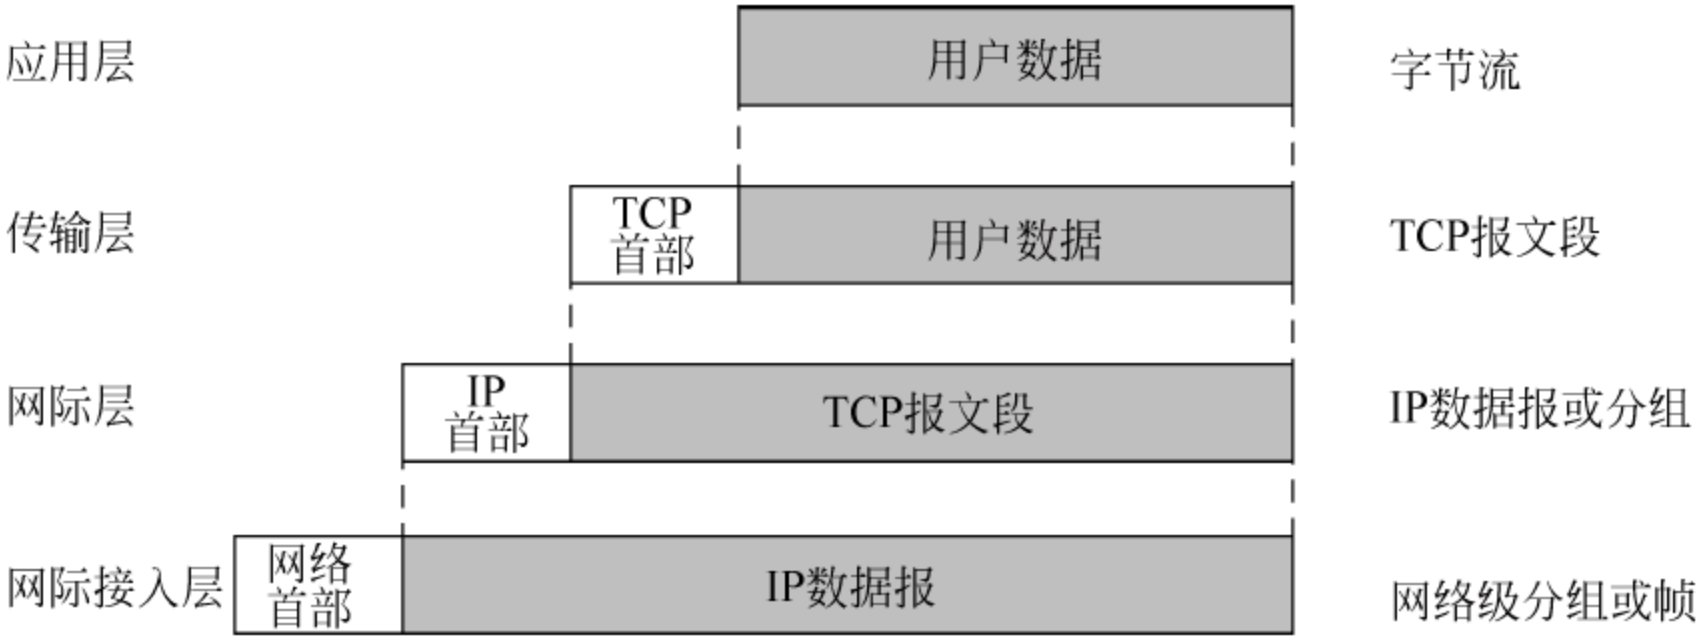 应用层
用户数据
字节流
传输层
TCP
首部
用户数据
TCP报文段
网际层
IP
首部
TCP报文段
IP数据报或分组
网际接入层
网络
首部
IP数据报
网络级分组或帧